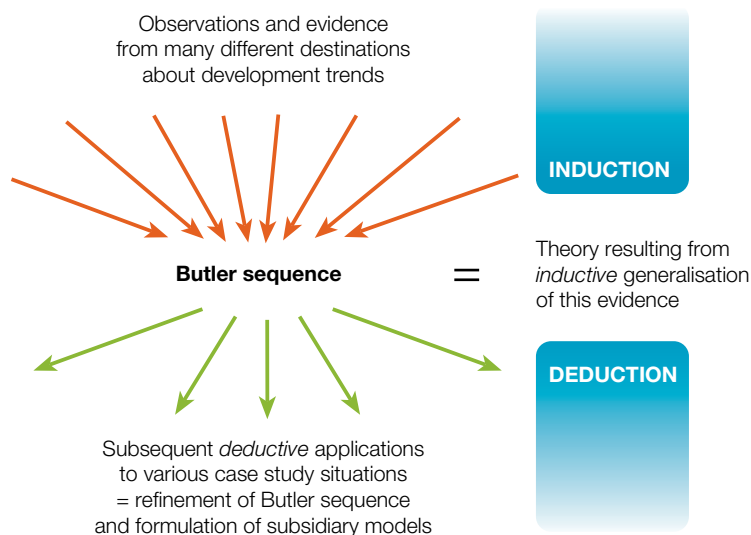 Observations and evidence
from many different destinations
about development trends
INDUCTION
Butler sequence
=
Theory resulting from
inductive generalisation
of this evidence
DEDUCTION
Subsequent deductive applications
to various case study situations
= refinement of Butler sequence
and formulation of subsidiary models